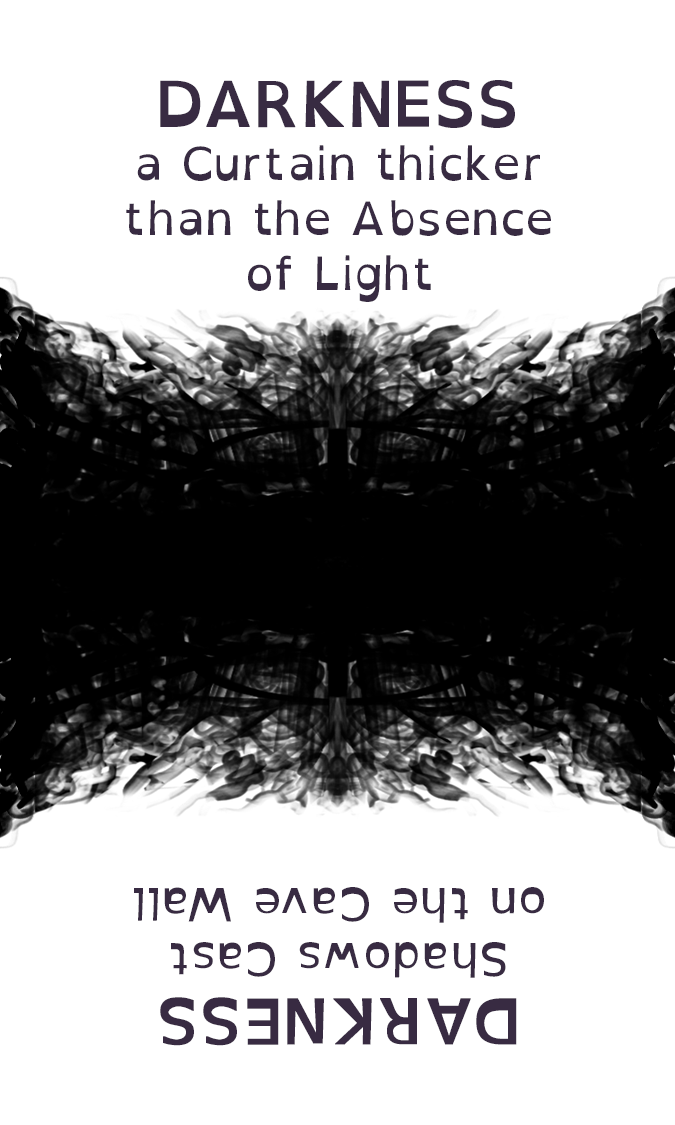 DARKNESS
a Curtain thicker
than the Absence
of Light
DARKNESS
Shadows Cast
on the Cave Wall